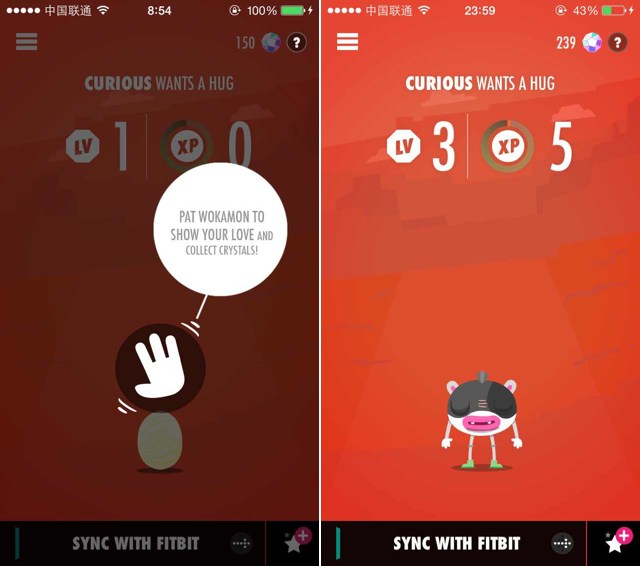 中国联通 8:54 100%
150 ?
CURIOUS WANTS A HUG
LV 1 XP 0
PAT WOKAMON TO
SHOW YOUR LOVE AND
COLLECT CRYSTALS!
SYNC WITH FITBIT
中国联通 23:59 43%
239 ?
CURIOUS WANTS A HUG
LV 3 XP 5
SYNC WITH FITBIT